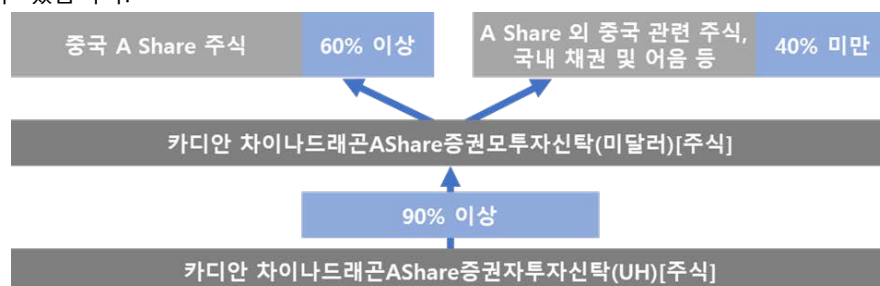 중국 A Share 주식
60% 이상
A Share 외 중국 관련 주식,
국내 채권 및 어음 등
40% 미만
카디안 차이나드래곤AShare증권모투자신탁(미달러)[주식]
90% 이상
카디안 차이나드래곤AShare증권자투자신탁(UH)[주식]